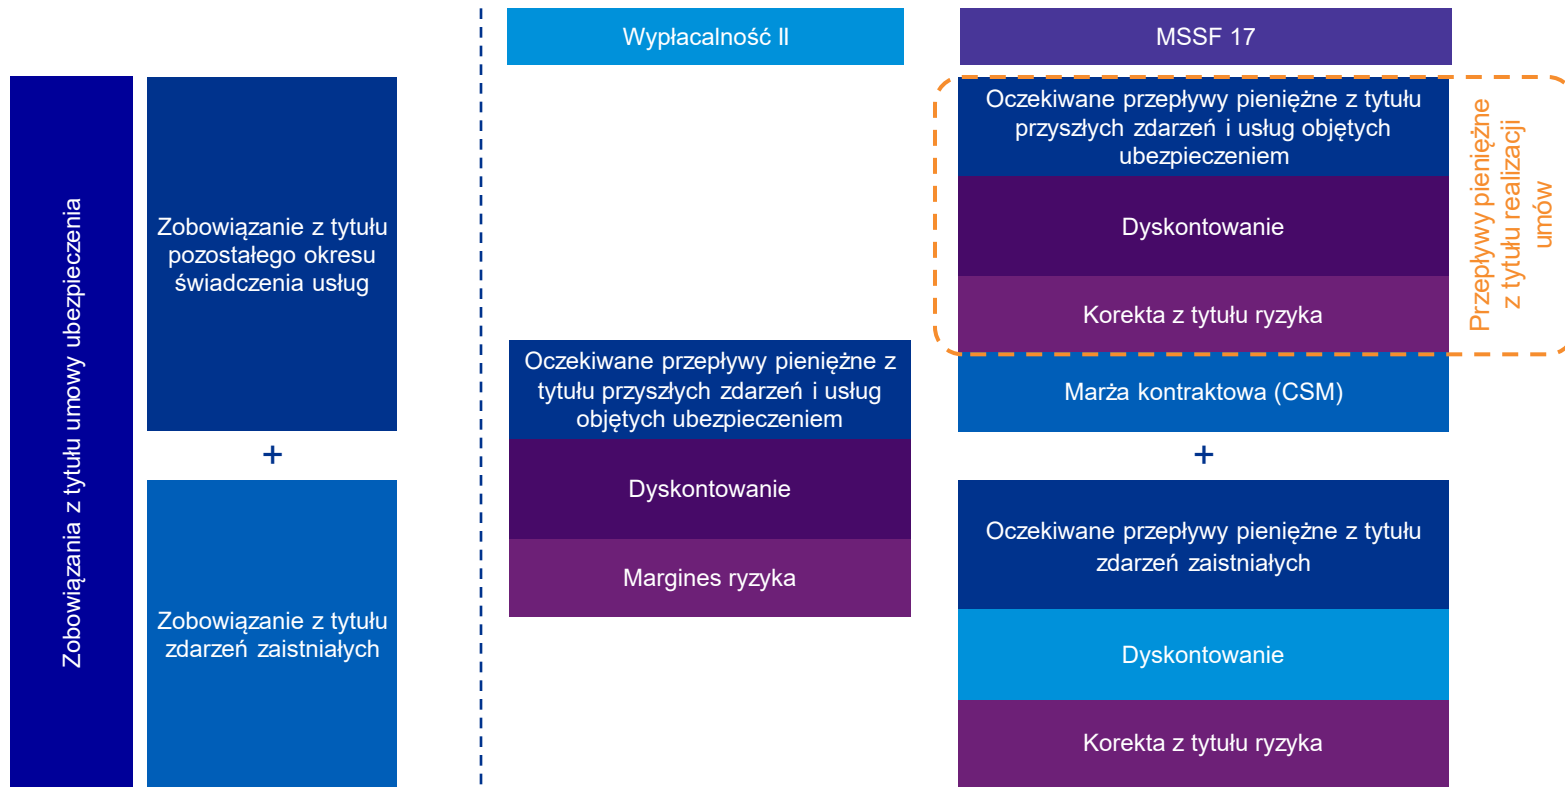 Wypłacalność II
MSSF 17
Zobowiązania z tytułu umowy ubezpieczenia
Zobowiązanie z tytułu
pozostałego okresu
świadczenia usług
+
Zobowiązanie z tytułu
zdarzeń zaistniałych
Oczekiwane przepływy pieniężne z
tytułu przyszłych zdarzeń i usług
objętych ubezpieczeniem
Dyskontowanie
Margines ryzyka
Oczekiwane przepływy pieniężne z tytułu
przyszłych zdarzeń i usług objętych
ubezpieczeniem
Dyskontowanie
Korekta z tytułu ryzyka
Marża kontraktowa (CSM)
Przepływy pieniężne
z tytułu realizacji
umów
+
Oczekiwane przepływy pieniężne z tytułu
zdarzeń zaistniałych
Dyskontowanie
Korekta z tytułu ryzyka